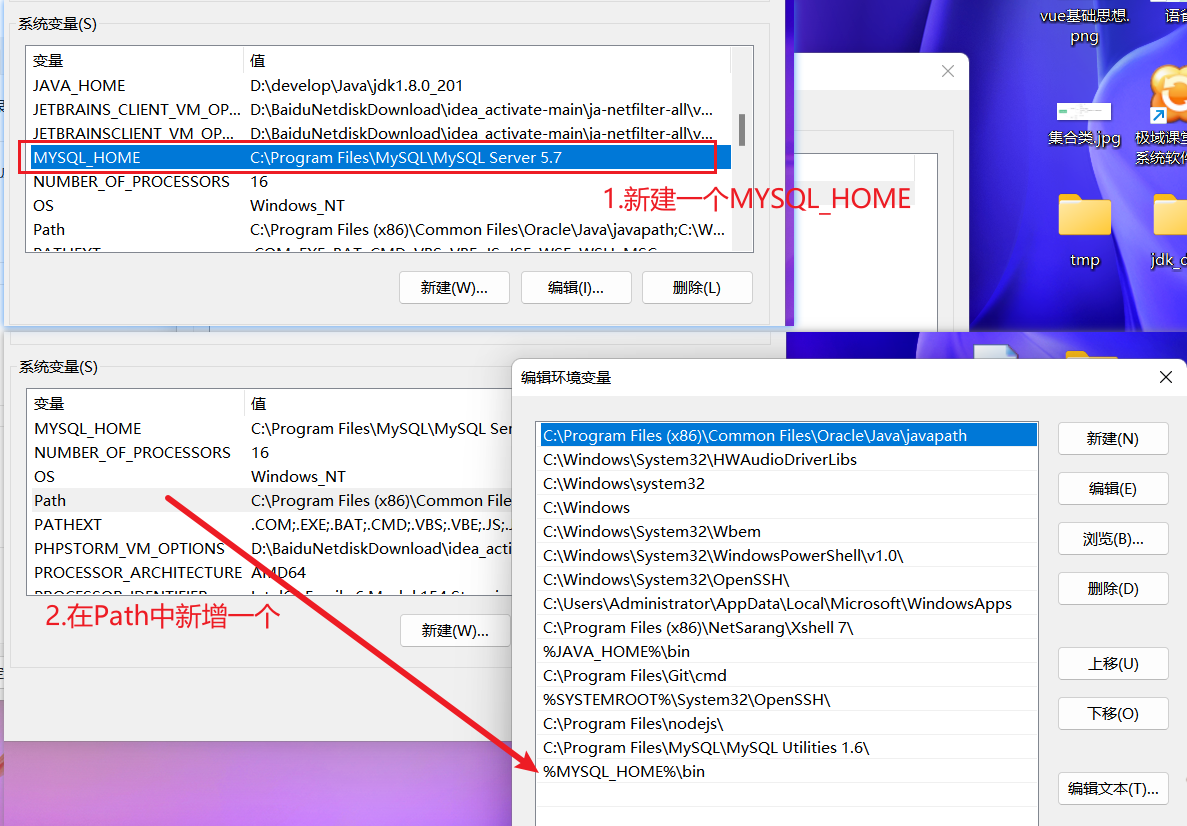 系统变量(S)
变量 值
JAVA_HOME D:\develop\Java\jdk1.8.0_201
JETBRAINS_CLIENT_VM_OP... D:\BaiduNetdiskDownload\idea_activate-main\ja-netfilter-all\v...
JETBRAINSCLIENT_VM_OP... D:\BaiduNetdiskDownload\idea_activate-main\ja-netfilter-all\v...
MYSQL_HOME C:\Program Files\MySQL\MySQL Server 5.7
NUMBER_OF_PROCESSORS 16
OS Windows_NT
Path C:\Program Files (x86)\Common Files\Oracle\Java\javapath;C:\W...
PATHEXT .COM;.EXE;.BAT;.CMD;.VBS;.VBE;.JS;.JSE;.WSF;.WSH;.MSC
1.新建一个MYSQL_HOME
新建(W)... 编辑(I)... 删除(L)
vue基础思想.
png
集合类.jpg
极域课堂
系统软件
tmp
jdk_
系统变量(S)
变量 值
MYSQL_HOME C:\Program Files\MySQL\MySQL Ser
NUMBER_OF_PROCESSORS 16
OS Windows_NT
Path C:\Program Files (x86)\Common File
PATHEXT .COM;.EXE;.BAT;.CMD;.VBS;.VBE;.JS;.
PHPSTORM_VM_OPTIONS D:\BaiduNetdiskDownload\idea_acti
PROCESSOR_ARCHITECTURE AMD64
2.在Path中新增一个
新建(W)...
编辑环境变量
C:\Program Files (x86)\Common Files\Oracle\Java\javapath
C:\Windows\System32\HWAudioDriverLibs
C:\Windows\system32
C:\Windows
C:\Windows\System32\Wbem
C:\Windows\System32\WindowsPowerShell\v1.0\
C:\Windows\System32\OpenSSH\
C:\Users\Administrator\AppData\Local\Microsoft\WindowsApps
C:\Program Files (x86)\NetSarang\Xshell 7\
%JAVA_HOME%\bin
C:\Program Files\Git\cmd
%SYSTEMROOT%\System32\OpenSSH\
C:\Program Files\nodejs\
C:\Program Files\MySQL\MySQL Utilities 1.6\
%MYSQL_HOME%\bin
新建(N)
编辑(E)
浏览(B)...
删除(D)
上移(U)
下移(O)
编辑文本(T)...